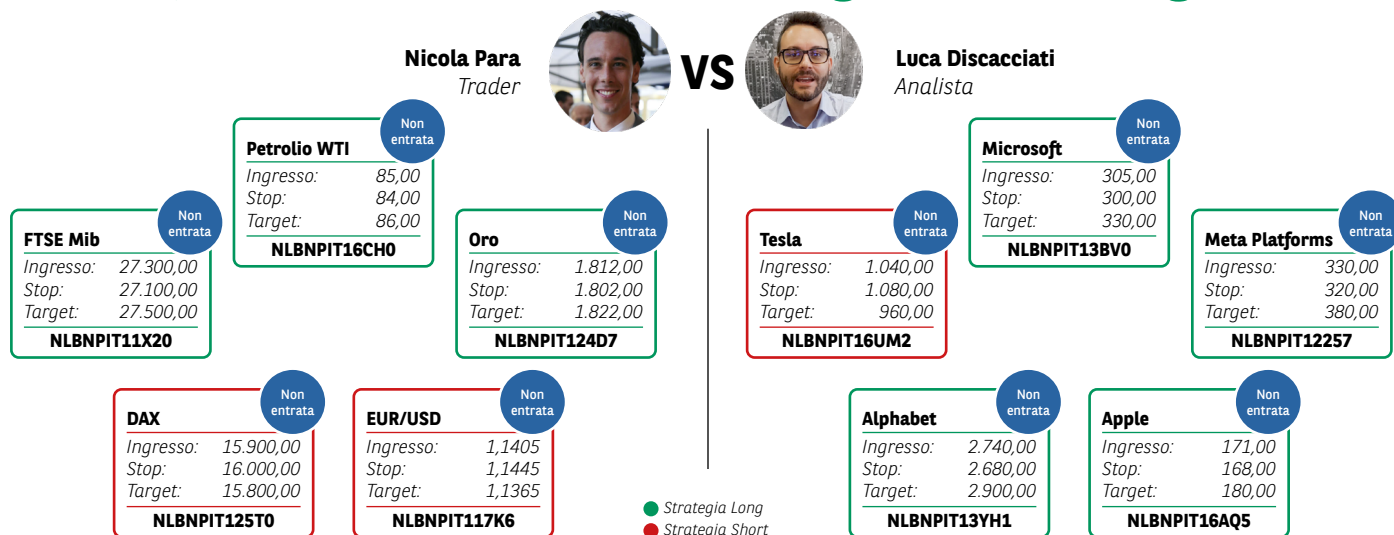 Nicola Para
Trader
VS
Luca Discacciati
Analista
Non
entrata
Petrolio WTI
Ingresso: 85,00
Stop: 84,00
Target: 86,00
NLBNPIT16CH0
Non
entrata
FTSE Mib
Ingresso: 27.300,00
Stop: 27.100,00
Target: 27.500,00
NLBNPIT11X20
Non
entrata
Oro
Ingresso: 1.812,00
Stop: 1.802,00
Target: 1.822,00
NLBNPIT124D7
Non
entrata
DAX
Ingresso: 15.900,00
Stop: 16.000,00
Target: 15.800,00
NLBNPIT125T0
Non
entrata
EUR/USD
Ingresso: 1,1405
Stop: 1,1445
Target: 1,1365
NLBNPIT117K6
Non
entrata
Microsoft
Ingresso: 305,00
Stop: 300,00
Target: 330,00
NLBNPIT13BV0
Non
entrata
Tesla
Ingresso: 1.040,00
Stop: 1.080,00
Target: 960,00
NLBNPIT16UM2
Non
entrata
Meta Platforms
Ingresso: 330,00
Stop: 320,00
Target: 380,00
NLBNPIT12257
Non
entrata
Alphabet
Ingresso: 2.740,00
Stop: 2.680,00
Target: 2.900,00
NLBNPIT13YH1
Non
entrata
Apple
Ingresso: 171,00
Stop: 168,00
Target: 180,00
NLBNPIT16AQ5
Strategia Long
Strategia Short